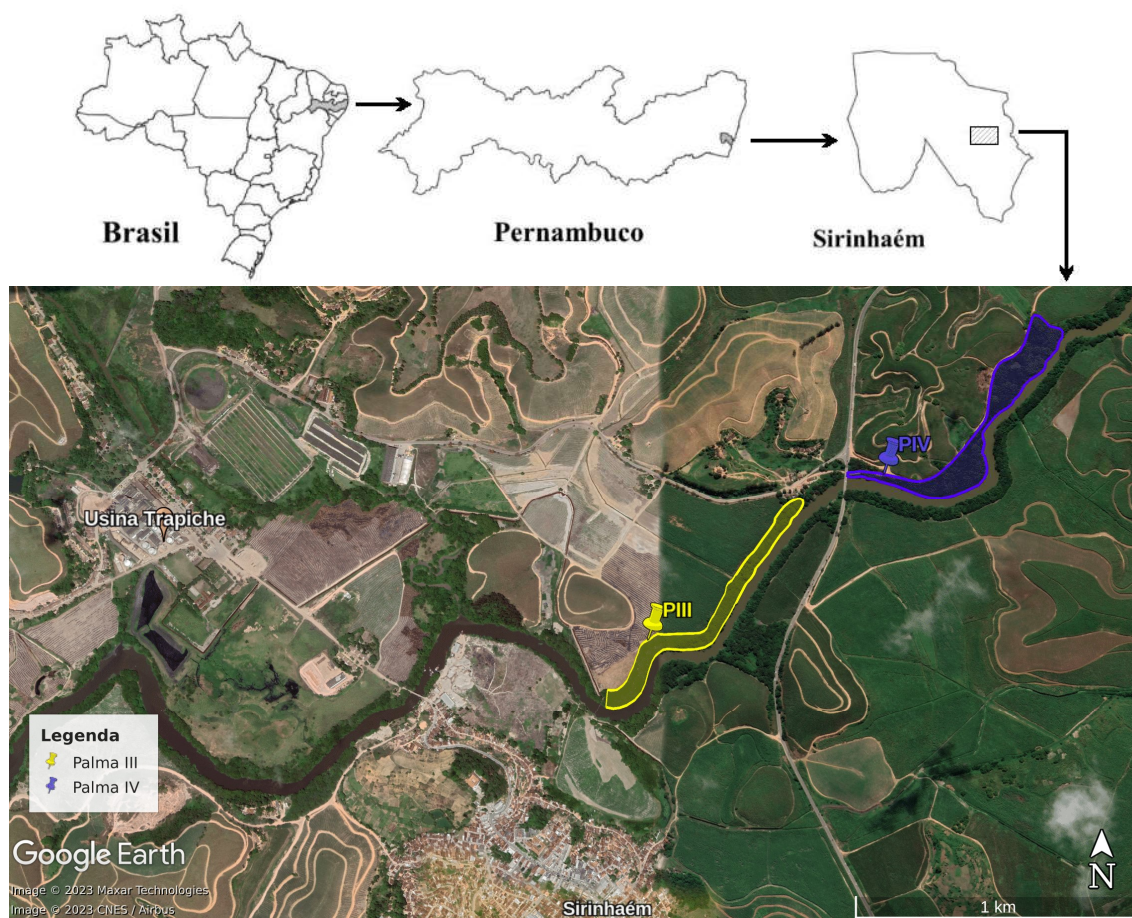 Brasil
Pernambuco
Sirinhaém
PIV
Usina Trapiche
PIII
Legenda
Palma III
Palma IV
Google Earth
Image © 2023 Maxar Technologies
Image © 2023 CNES / Airbus
Sirinhaém
N
1 km